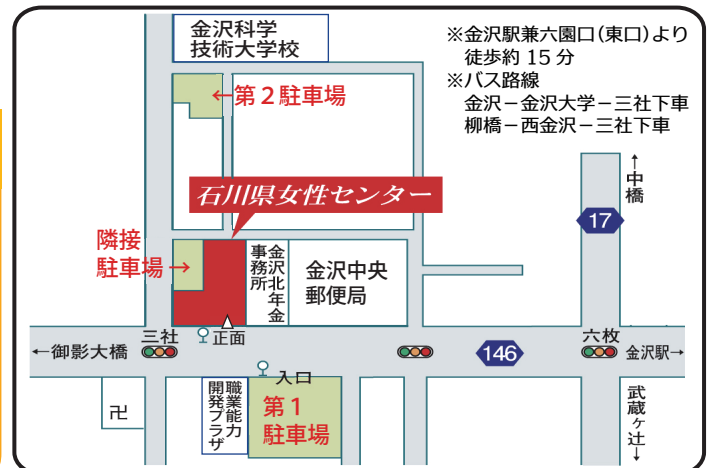 金沢科学
技術大学校
※金沢駅兼六園口(東口)より
徒歩約 15 分
※バス路線
金沢－金沢大学－三社下車
柳橋－西金沢－三社下車
←第２駐車場
↑中橋
17
石川県女性センター
隣接
駐車場→
金沢北年金
事務所
金沢中央
郵便局
三社
正面
六枚
←御影大橋
146
金沢駅→
入口
卍
職業能力
開発プラザ
第１
駐車場
武蔵ヶ辻↓